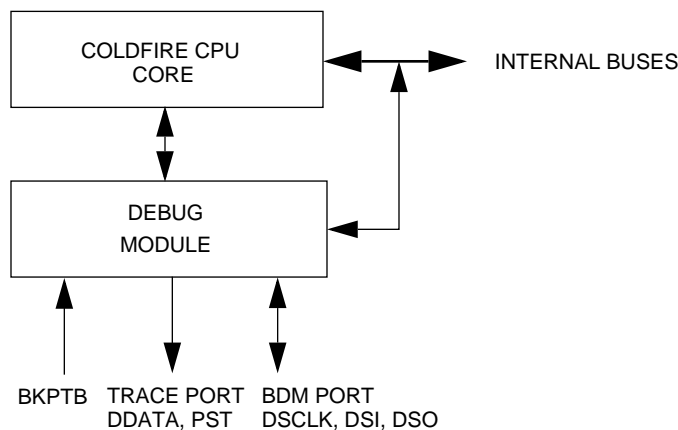 COLDFIRE CPU
CORE
INTERNAL BUSES
DEBUG
MODULE
BKPTB
TRACE PORT
DDATA, PST
BDM PORT
DSCLK, DSI, DSO